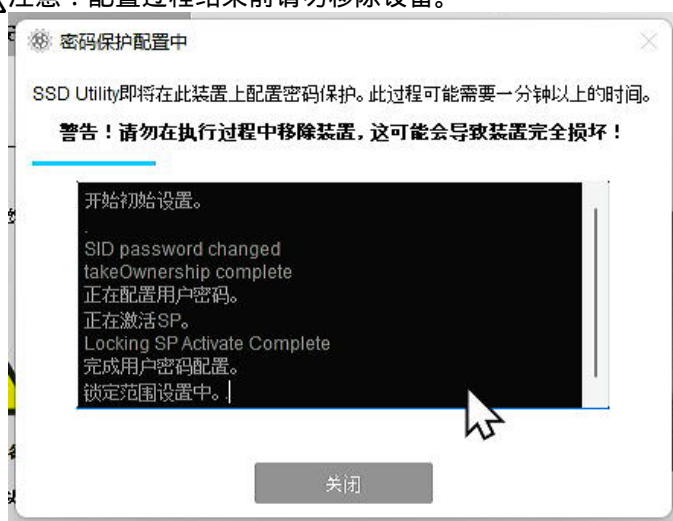 注意：配置过程结束前请勿移除设备。
密码保护配置中
SSD Utility即将在此装置上配置密码保护。此过程可能需要一分钟以上的时间。
警告！请勿在执行过程中移除装置，这可能会导致装置完全损坏！
开始初始设置。
.
SID password changed
takeOwnership complete
正在配置用户密码。
正在激活SP。
Locking SP Activate Complete
完成用户密码配置。
锁定范围设置中。.
关闭